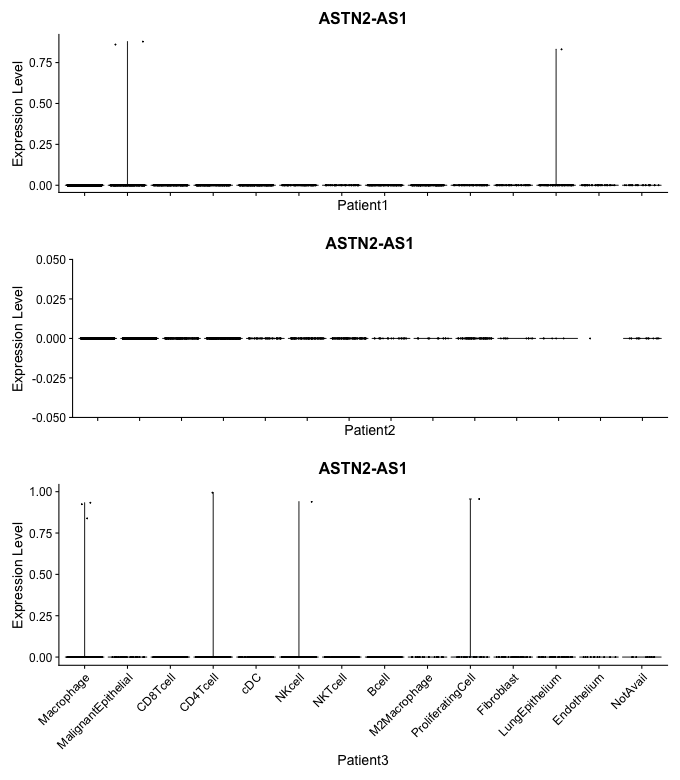 ASTN2-AS1
Expression Level
0.75
0.50
0.25
0.00
Patient1
ASTN2-AS1
Expression Level
0.050
0.025
0.000
-0.025
-0.050
Patient2
ASTN2-AS1
Expression Level
1.00
0.75
0.50
0.25
0.00
Macrophage
MalignantEpithelial
CD8Tcell
CD4Tcell
cDC
NKcell
NKTcell
Bcell
M2Macrophage
ProliferatingCell
Fibroblast
LungEpithelium
Endothelium
NotAvail
Patient3